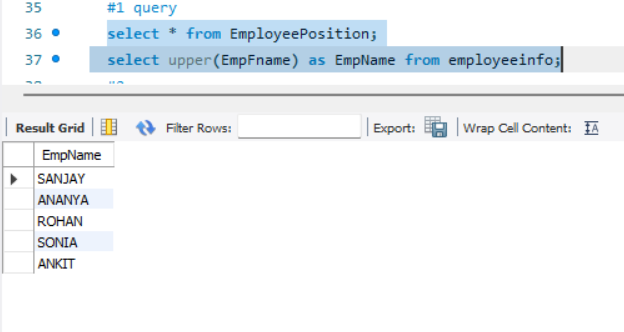 35 #1 query
36 select * from EmployeePosition;
37 select upper(EmpFname) as EmpName from employeeinfo;
Result Grid Filter Rows: Export: Wrap Cell Content: IA
EmpName
SANJAY
ANANYA
ROHAN
SONIA
ANKIT